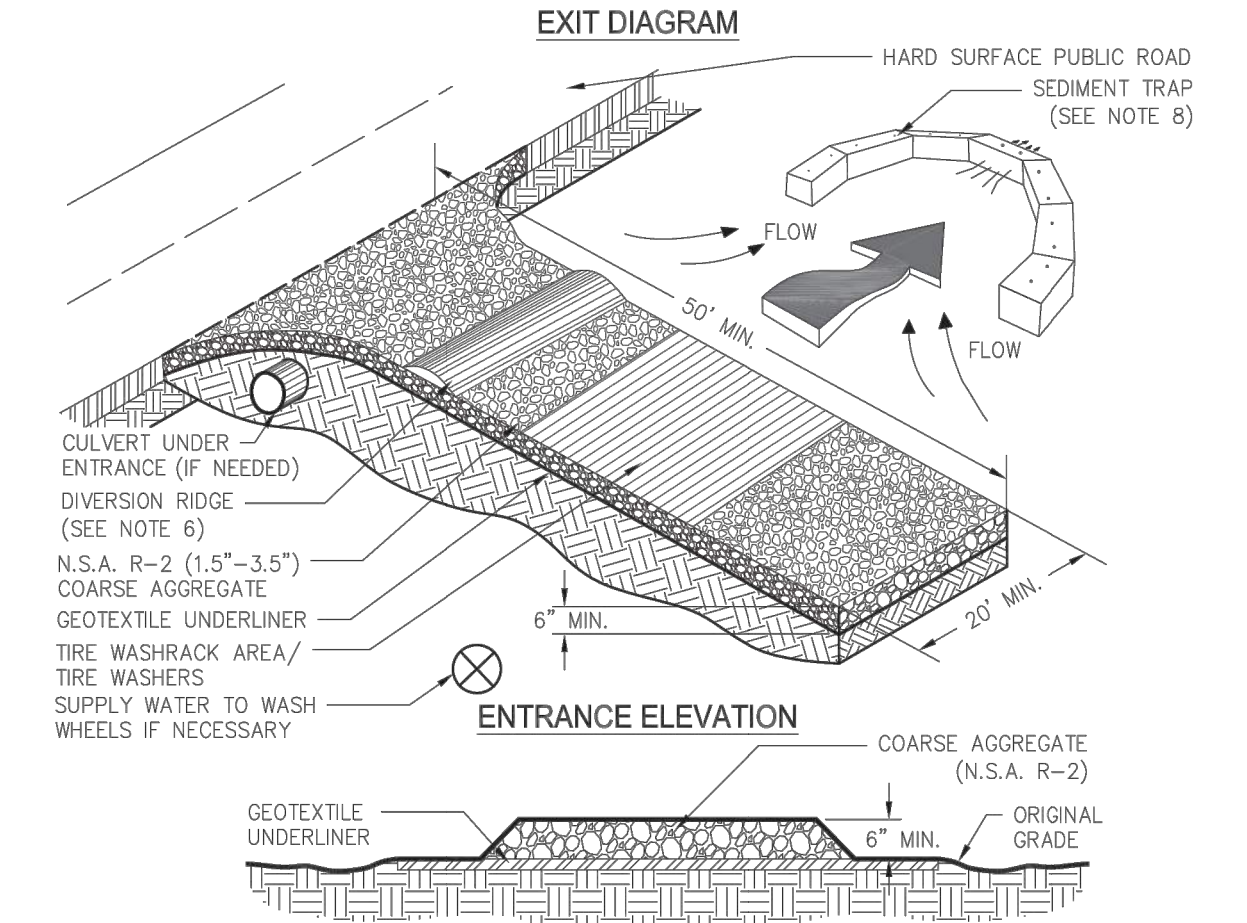 EXIT DIAGRAM
HARD SURFACE PUBLIC ROAD
SEDIMENT TRAP
(SEE NOTE 8)
FLOW
50' MIN.
FLOW
CULVERT UNDER
ENTRANCE (IF NEEDED)
DIVERSION RIDGE
(SEE NOTE 6)
N.S.A. R-2 (1.5"-3.5")
COARSE AGGREGATE
GEOTEXTILE UNDERLINER
TIRE WASHRACK AREA/
TIRE WASHERS
SUPPLY WATER TO WASH
WHEELS IF NECESSARY
6" MIN.
20' MIN.
ENTRANCE ELEVATION
COARSE AGGREGATE
(N.S.A. R-2)
GEOTEXTILE
UNDERLINER
6" MIN.
ORIGINAL
GRADE